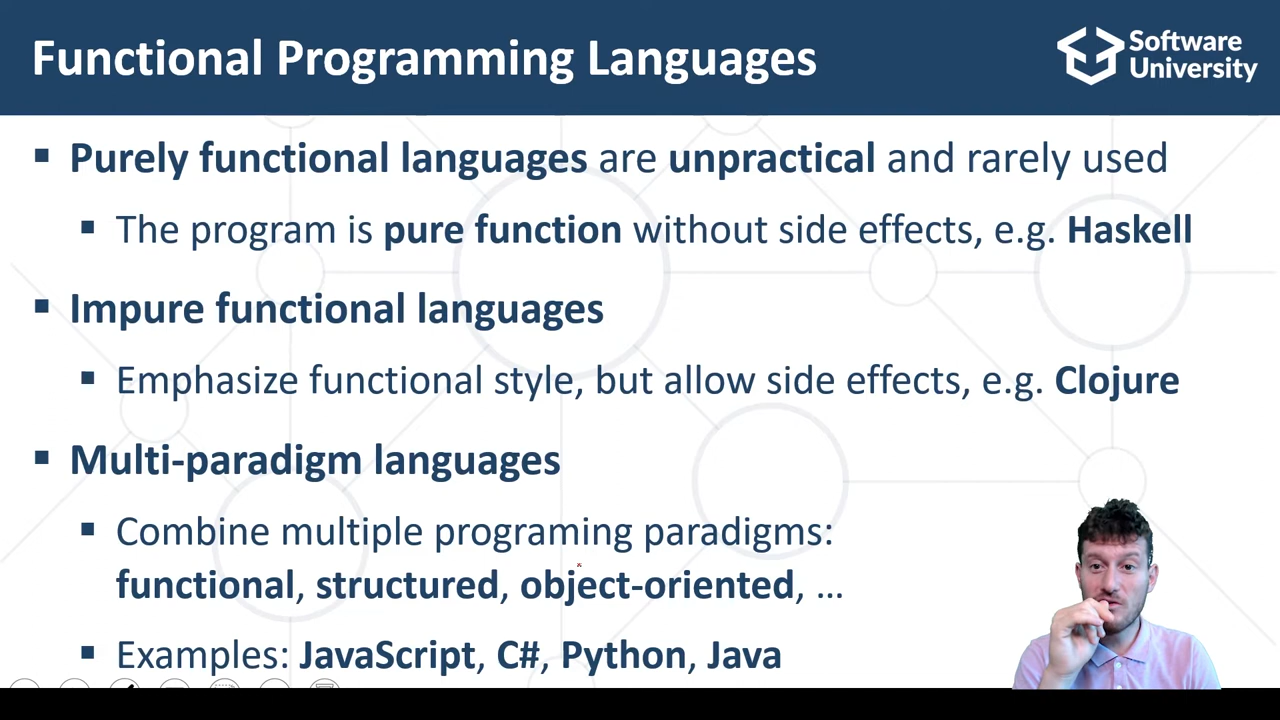 Functional Programming Languages
Software
University
▪ Purely functional languages are unpractical and rarely used
▪ The program is pure function without side effects, e.g. Haskell
▪ Impure functional languages
▪ Emphasize functional style, but allow side effects, e.g. Clojure
▪ Multi-paradigm languages
▪ Combine multiple programing paradigms:
functional, structured, object-oriented, …
▪ Examples: JavaScript, C#, Python, Java